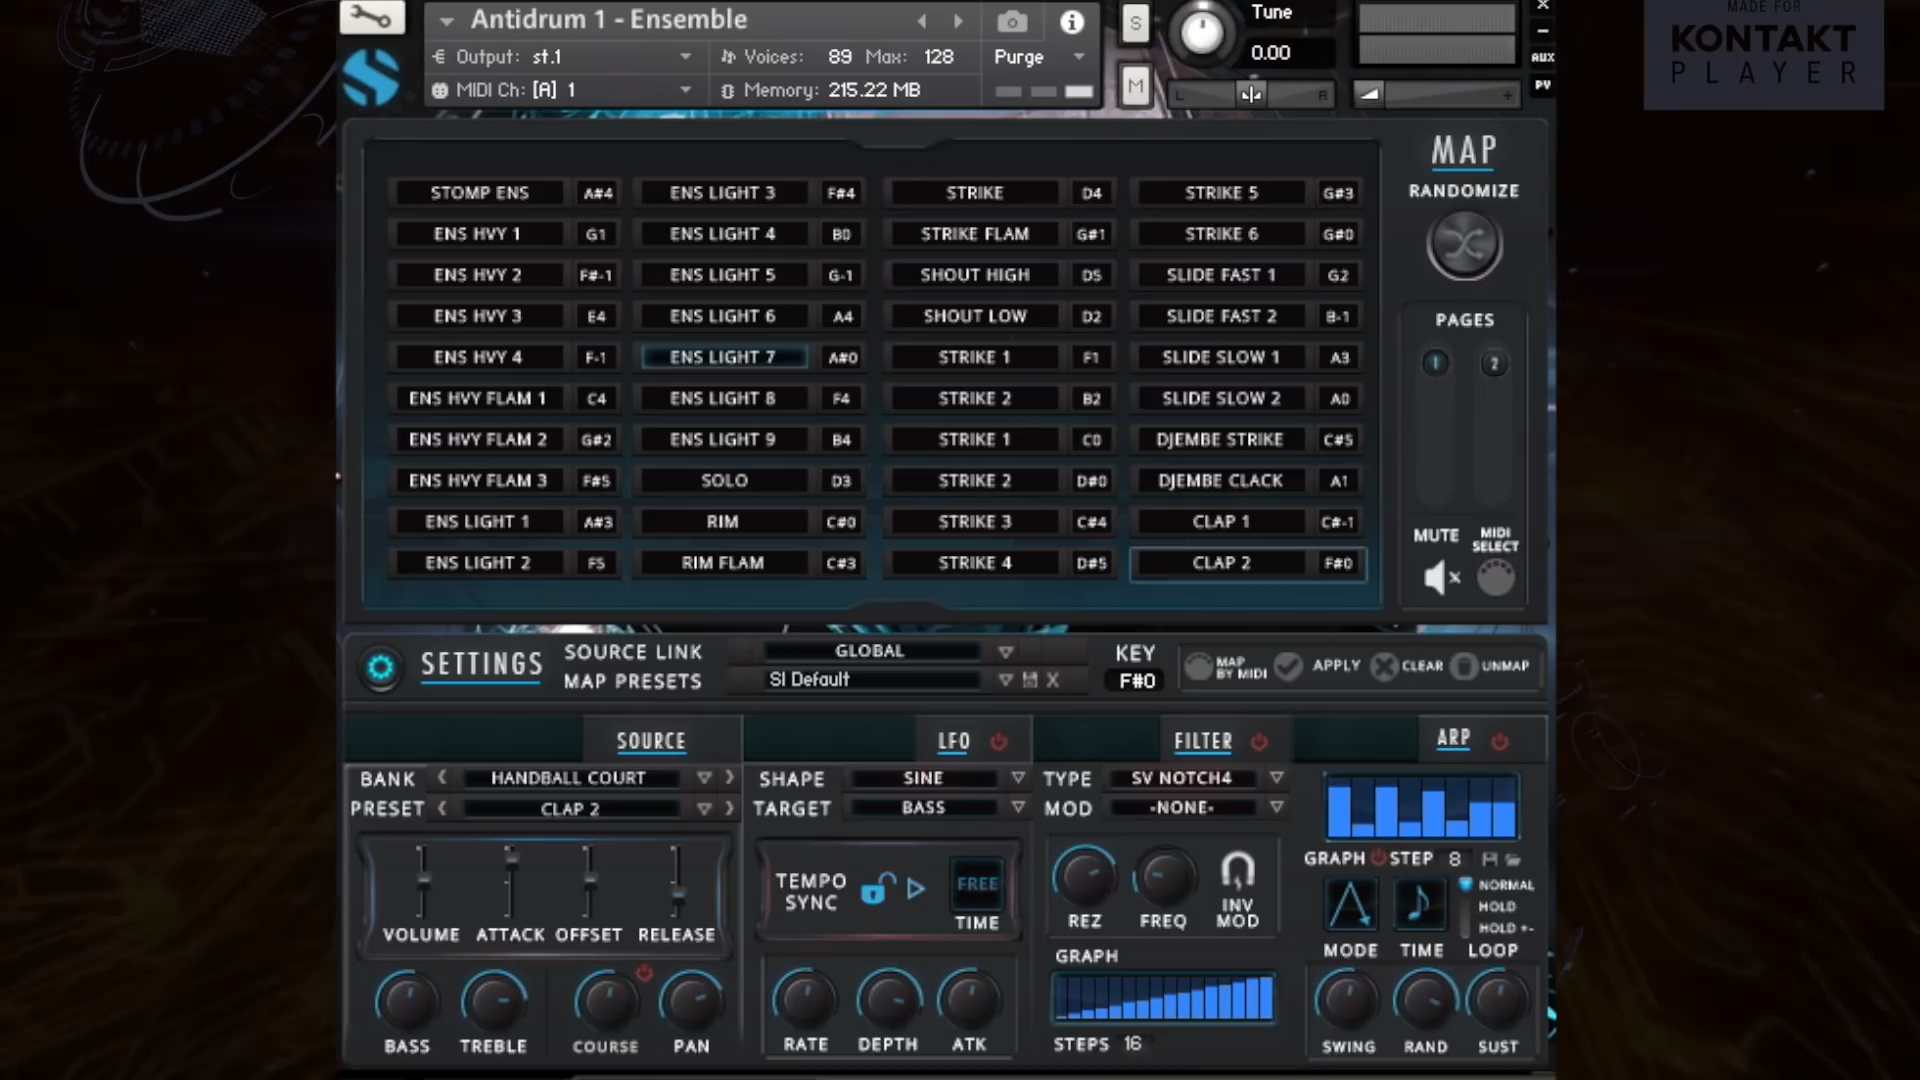 MADE FOR
KONTAKT
PLAYER
Antidrum 1 - Ensemble
Output: st.1
Voices: 89 Max: 128
Purge
MIDI Ch: [A] 1
Memory: 215.22 MB
S
M
Tune
0.00
L R
AUX
PV
STOMP ENS A#4 ENS LIGHT 3 F#4 STRIKE D4 STRIKE 5 G#3
ENS HVY 1 G1 ENS LIGHT 4 B0 STRIKE FLAM G#1 STRIKE 6 G#0
ENS HVY 2 F#-1 ENS LIGHT 5 G-1 SHOUT HIGH D5 SLIDE FAST 1 G2
ENS HVY 3 E4 ENS LIGHT 6 A4 SHOUT LOW D2 SLIDE FAST 2 B-1
ENS HVY 4 F-1 ENS LIGHT 7 A#0 STRIKE 1 F1 SLIDE SLOW 1 A3
ENS HVY FLAM 1 C4 ENS LIGHT 8 F4 STRIKE 2 B2 SLIDE SLOW 2 A0
ENS HVY FLAM 2 G#2 ENS LIGHT 9 B4 STRIKE 1 C0 DJEMBE STRIKE C#5
ENS HVY FLAM 3 F#5 SOLO D3 STRIKE 2 D#0 DJEMBE CLACK A1
ENS LIGHT 1 A#3 RIM C#0 STRIKE 3 C#4 CLAP 1 C#-1
ENS LIGHT 2 F5 RIM FLAM C#3 STRIKE 4 D#5 CLAP 2 F#0
MAP
RANDOMIZE
PAGES
1 2
MUTE MIDI SELECT
SETTINGS
SOURCE LINK GLOBAL
MAP PRESETS SI Default
KEY
F#0
MAP BY MIDI APPLY CLEAR UNMAP
SOURCE
BANK HANDBALL COURT
PRESET CLAP 2
VOLUME ATTACK OFFSET RELEASE
BASS TREBLE COURSE PAN
LFO
SHAPE SINE
TARGET BASS
TEMPO SYNC
FREE
TIME
RATE DEPTH ATK
FILTER
TYPE SV NOTCH4
MOD -NONE-
REZ FREQ INV MOD
GRAPH
STEPS 16
ARP
GRAPH STEP 8
NORMAL
HOLD
HOLD +-
MODE TIME LOOP
SWING RAND SUST